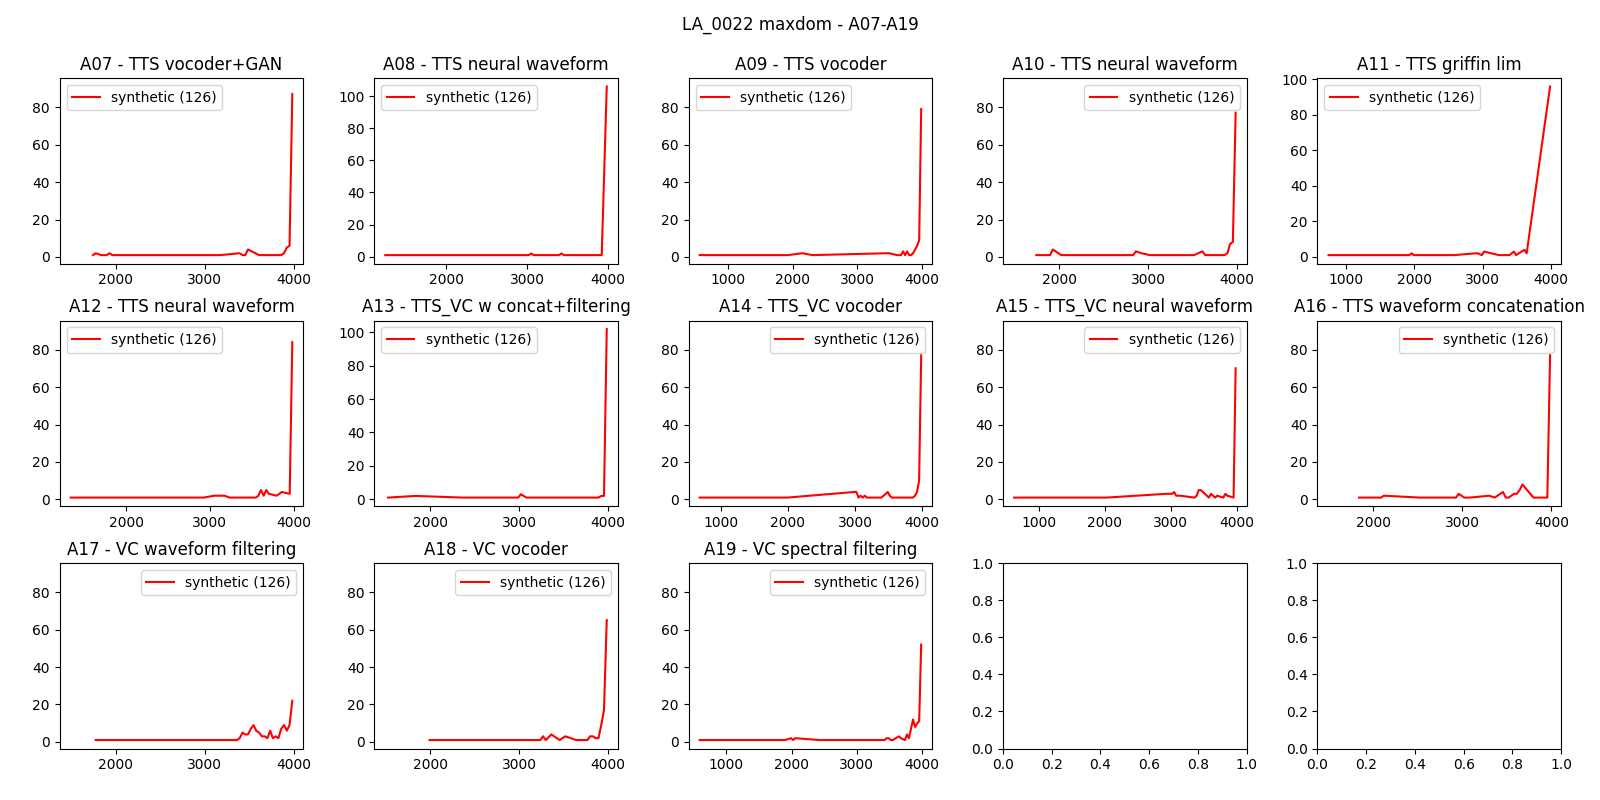 LA_0022 maxdom - A07-A19
A07 - TTS vocoder+GAN
synthetic (126)
80
60
40
20
0
2000 3000 4000
A08 - TTS neural waveform
synthetic (126)
100
80
60
40
20
0
2000 3000 4000
A09 - TTS vocoder
synthetic (126)
80
60
40
20
0
1000 2000 3000 4000
A10 - TTS neural waveform
synthetic (126)
80
60
40
20
0
2000 3000 4000
A11 - TTS griffin lim
synthetic (126)
100
80
60
40
20
0
1000 2000 3000 4000
A12 - TTS neural waveform
synthetic (126)
80
60
40
20
0
2000 3000 4000
A13 - TTS_VC w concat+filtering
synthetic (126)
100
80
60
40
20
0
2000 3000 4000
A14 - TTS_VC vocoder
synthetic (126)
80
60
40
20
0
1000 2000 3000 4000
A15 - TTS_VC neural waveform
synthetic (126)
80
60
40
20
0
1000 2000 3000 4000
A16 - TTS waveform concatenation
synthetic (126)
80
60
40
20
0
2000 3000 4000
A17 - VC waveform filtering
synthetic (126)
80
60
40
20
0
2000 3000 4000
A18 - VC vocoder
synthetic (126)
80
60
40
20
0
2000 3000 4000
A19 - VC spectral filtering
synthetic (126)
80
60
40
20
0
1000 2000 3000 4000
1.0
0.8
0.6
0.4
0.2
0.0
0.0 0.2 0.4 0.6 0.8 1.0
1.0
0.8
0.6
0.4
0.2
0.0
0.0 0.2 0.4 0.6 0.8 1.0